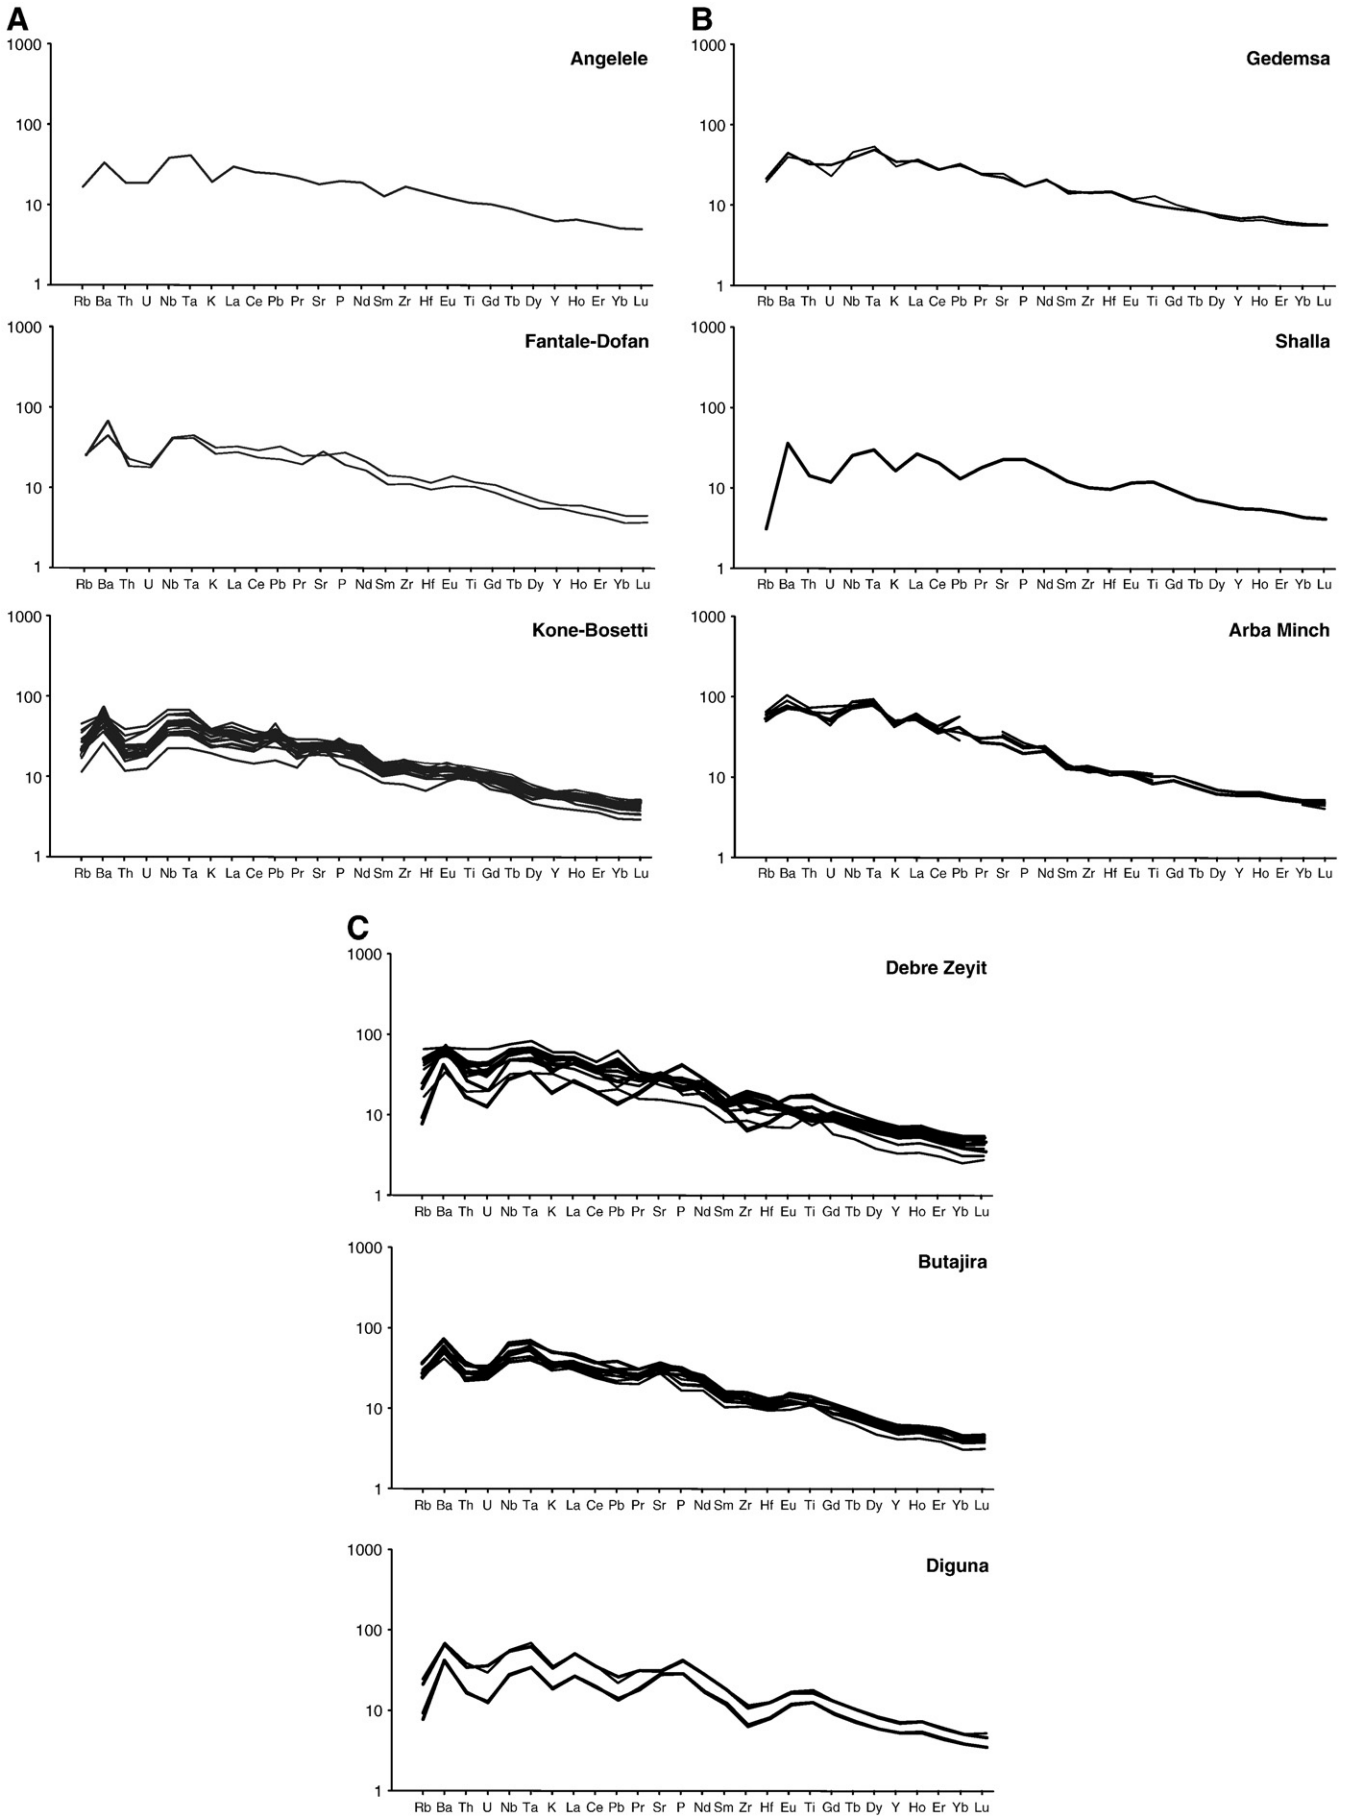 A
Angelele
1000
100
10
1
Rb Ba Th U Nb Ta K La Ce Pb Pr Sr P Nd Sm Zr Hf Eu Ti Gd Tb Dy Y Ho Er Yb Lu
Fantale-Dofan
1000
100
10
1
Rb Ba Th U Nb Ta K La Ce Pb Pr Sr P Nd Sm Zr Hf Eu Ti Gd Tb Dy Y Ho Er Yb Lu
Kone-Bosetti
1000
100
10
1
Rb Ba Th U Nb Ta K La Ce Pb Pr Sr P Nd Sm Zr Hf Eu Ti Gd Tb Dy Y Ho Er Yb Lu
B
Gedemsa
1000
100
10
1
Rb Ba Th U Nb Ta K La Ce Pb Pr Sr P Nd Sm Zr Hf Eu Ti Gd Tb Dy Y Ho Er Yb Lu
Shalla
1000
100
10
1
Rb Ba Th U Nb Ta K La Ce Pb Pr Sr P Nd Sm Zr Hf Eu Ti Gd Tb Dy Y Ho Er Yb Lu
Arba Minch
1000
100
10
1
Rb Ba Th U Nb Ta K La Ce Pb Pr Sr P Nd Sm Zr Hf Eu Ti Gd Tb Dy Y Ho Er Yb Lu
C
Debre Zeyit
1000
100
10
1
Rb Ba Th U Nb Ta K La Ce Pb Pr Sr P Nd Sm Zr Hf Eu Ti Gd Tb Dy Y Ho Er Yb Lu
Butajira
1000
100
10
1
Rb Ba Th U Nb Ta K La Ce Pb Pr Sr P Nd Sm Zr Hf Eu Ti Gd Tb Dy Y Ho Er Yb Lu
Diguna
1000
100
10
1
Rb Ba Th U Nb Ta K La Ce Pb Pr Sr P Nd Sm Zr Hf Eu Ti Gd Tb Dy Y Ho Er Yb Lu